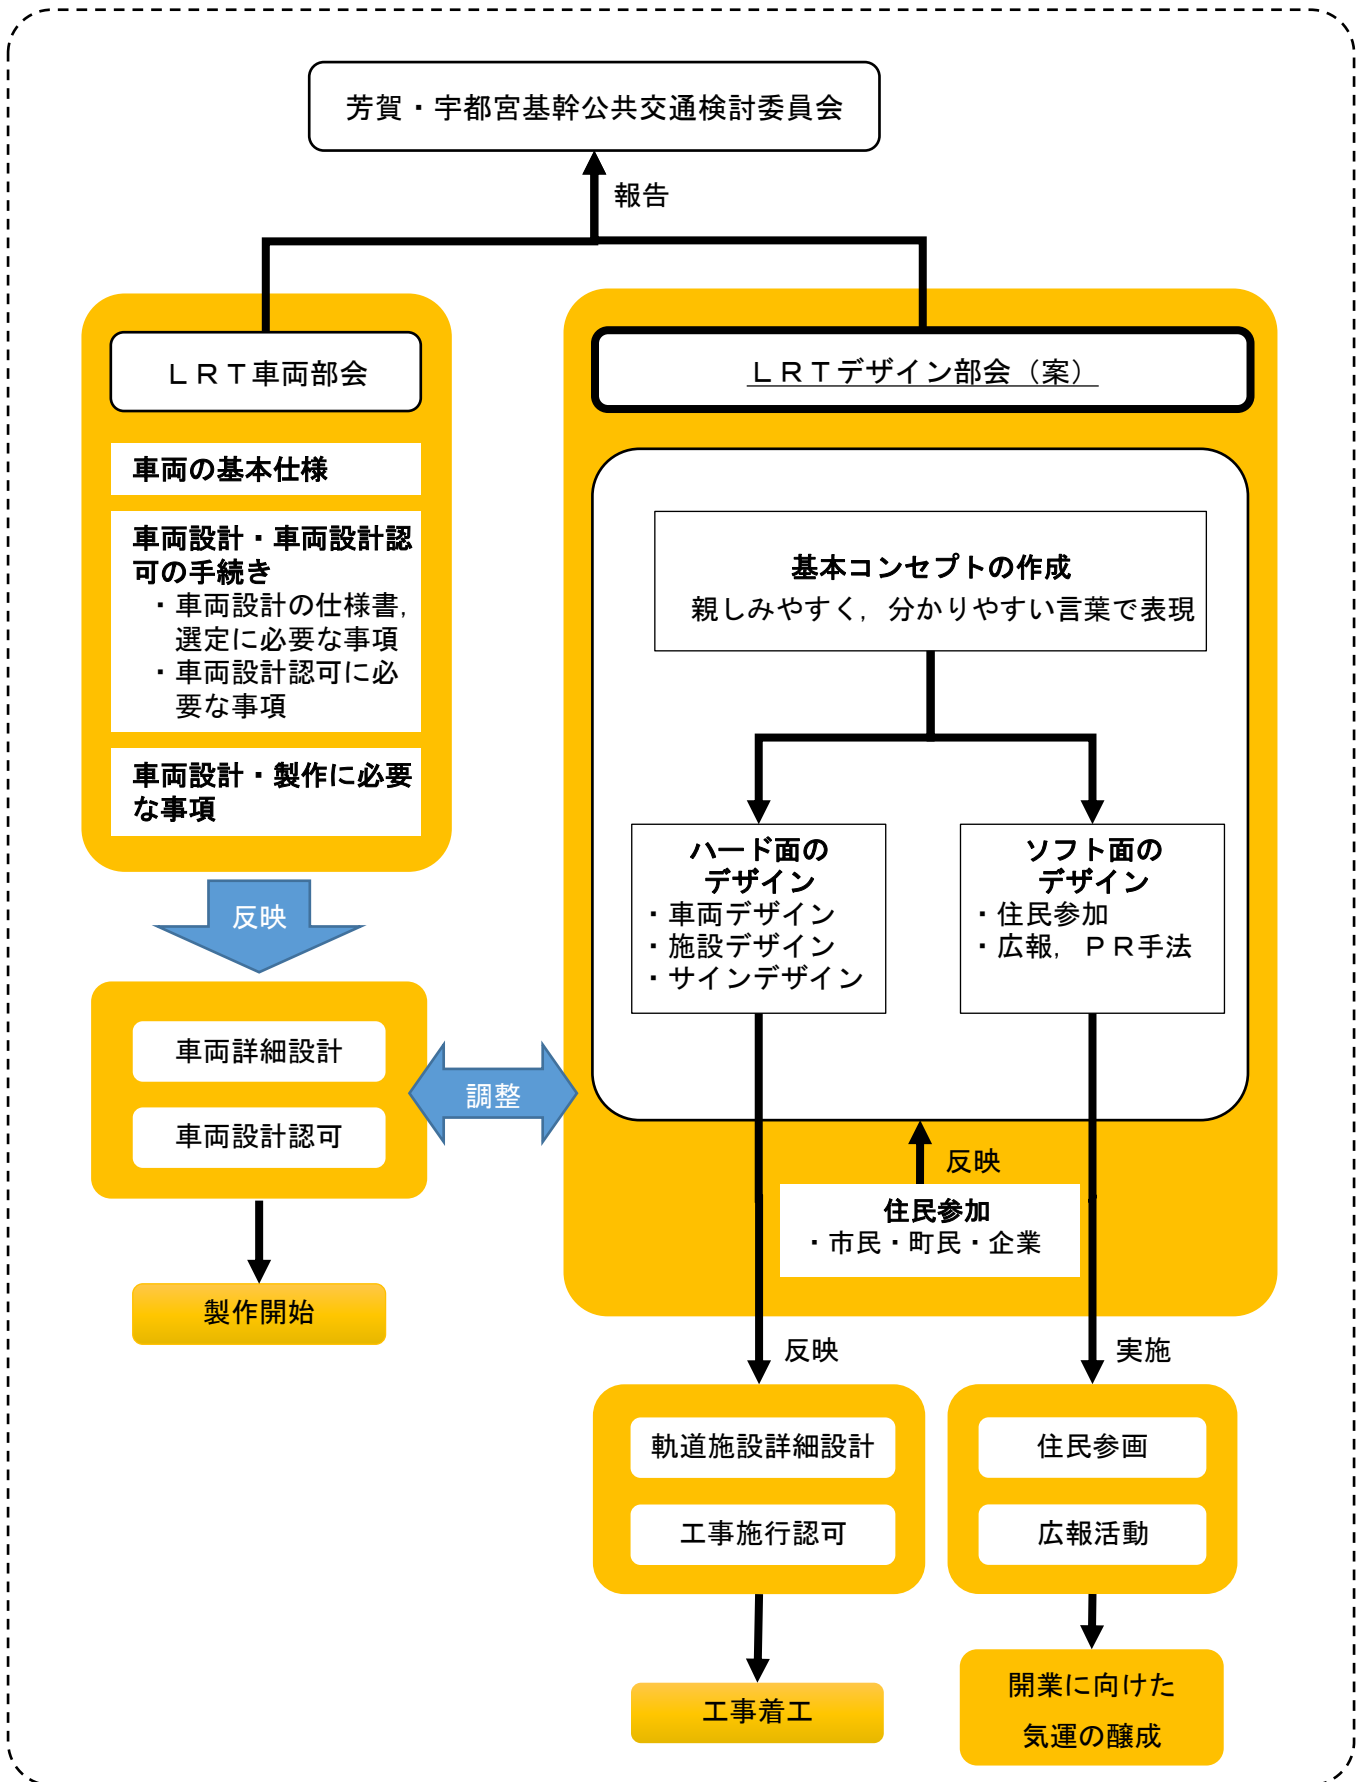 芳賀・宇都宮基幹公共交通検討委員会
報告
ＬＲＴ車両部会
車両の基本仕様
車両設計・車両設計認
可の手続き
・車両設計の仕様書，
選定に必要な事項
・車両設計認可に必
要な事項
車両設計・製作に必要
な事項
反映
車両詳細設計
車両設計認可
製作開始
調整
ＬＲＴデザイン部会（案）
基本コンセプトの作成
親しみやすく，分かりやすい言葉で表現
ハード面の
デザイン
・車両デザイン
・施設デザイン
・サインデザイン
ソフト面の
デザイン
・住民参加
・広報，ＰＲ手法
反映
住民参加
・市民・町民・企業
反映
実施
軌道施設詳細設計
工事施行認可
工事着工
住民参画
広報活動
開業に向けた
気運の醸成